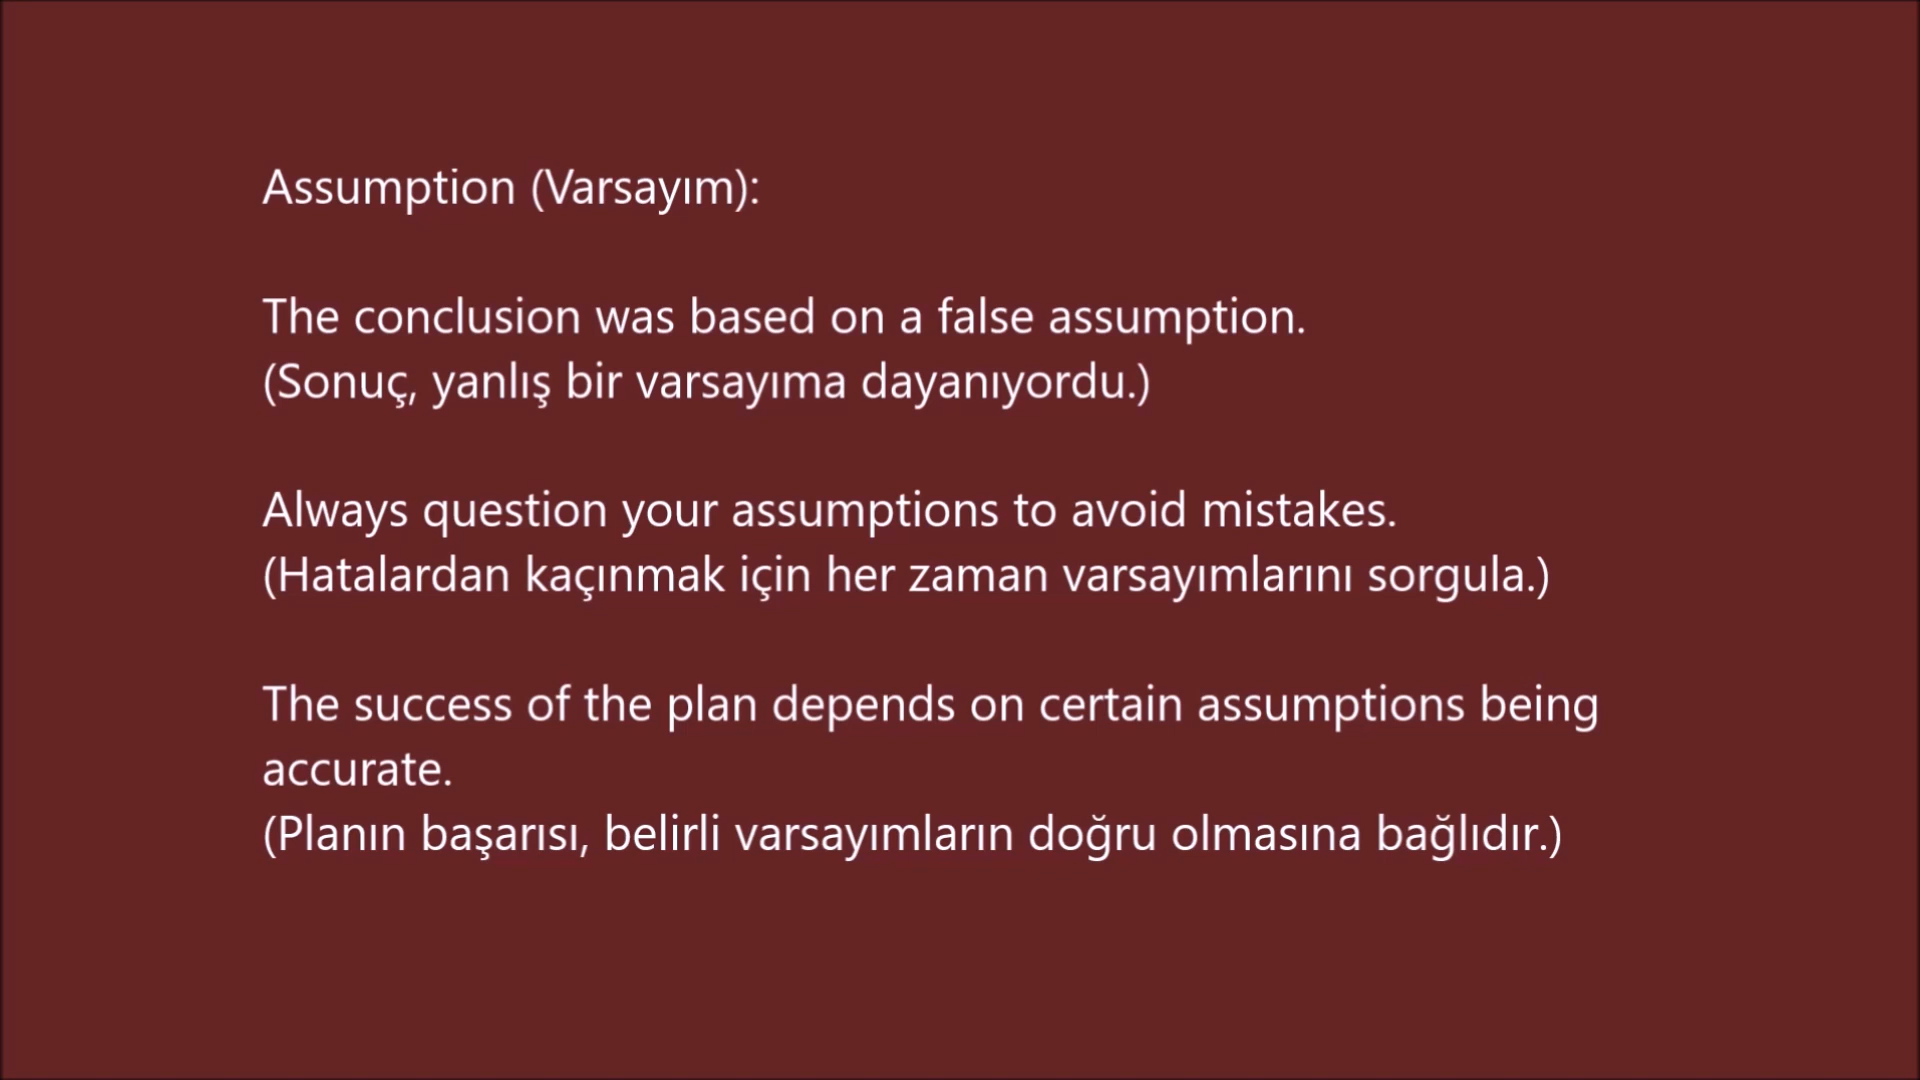 Assumption (Varsayım):
The conclusion was based on a false assumption.
(Sonuç, yanlış bir varsayıma dayanıyordu.)
Always question your assumptions to avoid mistakes.
(Hatalardan kaçınmak için her zaman varsayımlarını sorgula.)
The success of the plan depends on certain assumptions being
accurate.
(Planın başarısı, belirli varsayımların doğru olmasına bağlıdır.)